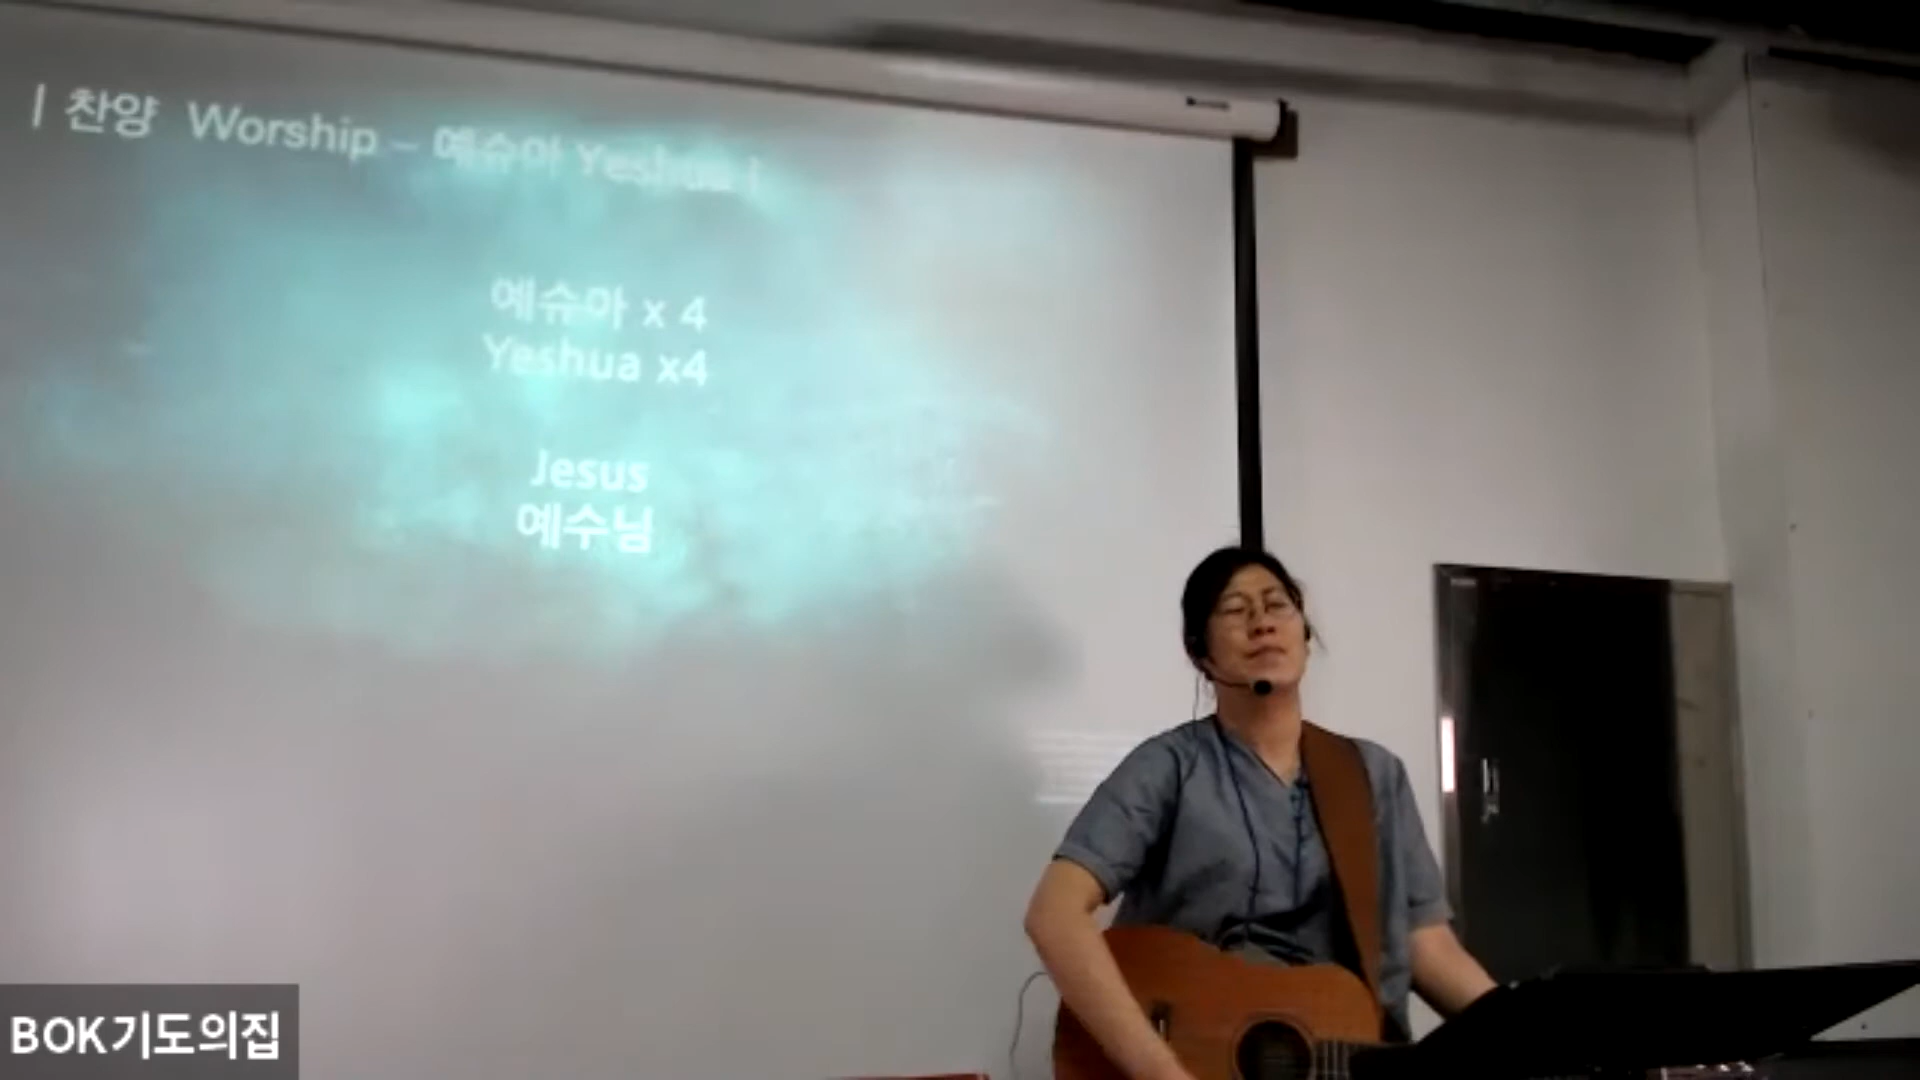 | 찬양 Worship – 예슈아 Yeshua |
예슈아 x 4
Yeshua x4
Jesus
예수님
BOK기도의집